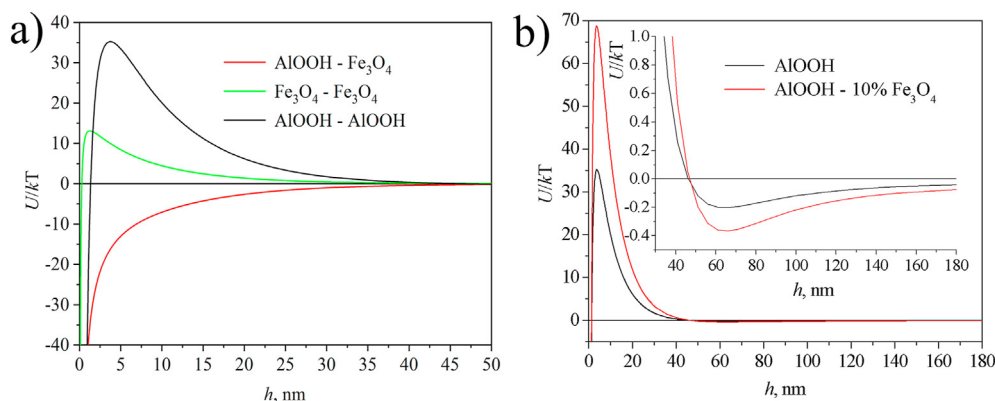 a)
40
30
20
10
0
-10
-20
-30
-40
U/kT
AlOOH - Fe₃O₄
Fe₃O₄ - Fe₃O₄
AlOOH - AlOOH
0 5 10 15 20 25 30 35 40 45 50
h, nm
b)
70
60
50
40
30
20
10
0
U/kT
1.0
0.8
0.6
0.4
0.2
0.0
-0.2
-0.4
U/kT
AlOOH
AlOOH - 10% Fe₃O₄
40 60 80 100 120 140 160 180
h, nm
0 20 40 60 80 100 120 140 160 180
h, nm